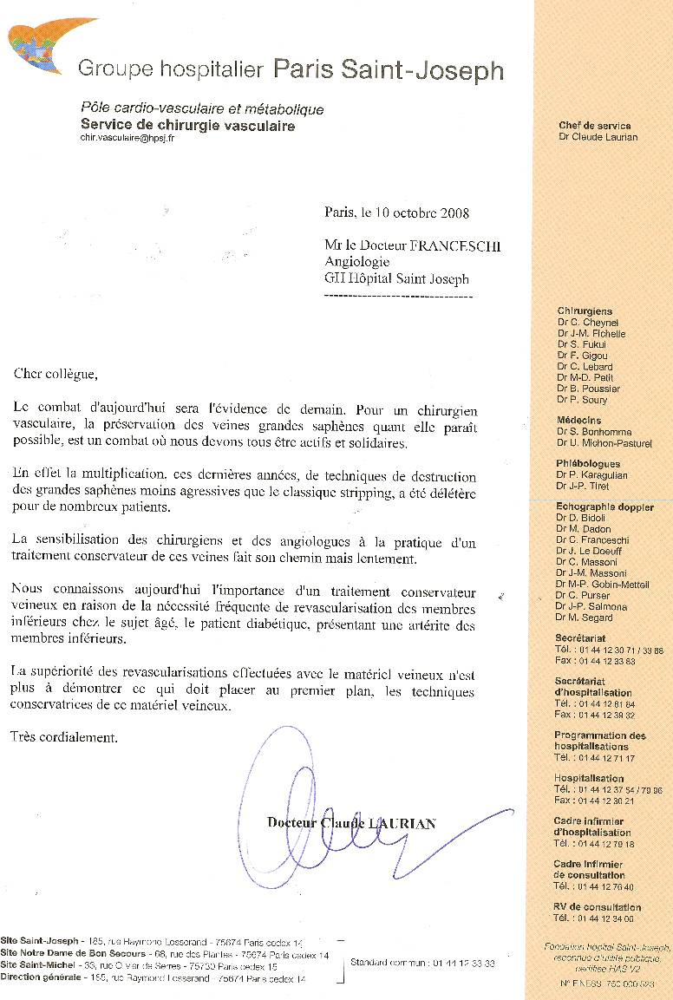 Groupe hospitalier Paris Saint-Joseph
Pôle cardio-vasculaire et métabolique
Service de chirurgie vasculaire
chir.vasculaire@hpsj.fr
Chef de service
Dr Claude Laurian
Paris, le 10 octobre 2008
Mr le Docteur FRANCESCHI
Angiologie
GH Hôpital Saint Joseph
------------------------------
Cher collègue,
Le combat d'aujourd'hui sera l'évidence de demain. Pour un chirurgien
vasculaire, la préservation des veines grandes saphènes quant elle paraît
possible, est un combat où nous devons tous être actifs et solidaires.
En effet la multiplication, ces dernières années, de techniques de destruction
des grandes saphènes moins agressives que le classique stripping, a été délétère
pour de nombreux patients.
La sensibilisation des chirurgiens et des angiologues à la pratique d'un
traitement conservateur de ces veines fait son chemin mais lentement.
Nous connaissons aujourd'hui l'importance d'un traitement conservateur
veineux en raison de la nécessité fréquente de revascularisation des membres
inférieurs chez le sujet âgé, le patient diabétique, présentant une artérite des
membres inférieurs.
La supériorité des revascularisations effectuées avec le matériel veineux n'est
plus à démontrer ce qui doit placer au premier plan, les techniques
conservatrices de ce matériel veineux.
Très cordialement.
Docteur Claude LAURIAN
Chirurgiens
Dr C. Cheynel
Dr J-M. Fichelle
Dr S. Fukui
Dr F. Gigou
Dr C. Lebard
Dr M-D. Petit
Dr B. Poussier
Dr P. Soury
Médecins
Dr S. Bonhomme
Dr U. Michon-Pasturel
Phlébologues
Dr P. Karagulian
Dr J-P. Tiret
Echographie doppler
Dr D. Bidoli
Dr M. Dadon
Dr C. Franceschi
Dr J. Le Doeuff
Dr C. Massoni
Dr J-M. Massoni
Dr M-P. Gobin-Metteil
Dr C. Purser
Dr J-P. Salmona
Dr M. Segard
Secrétariat
Tél. : 01 44 12 30 71 / 33 68
Fax : 01 44 12 33 83
Secrétariat
d'hospitalisation
Tél. : 01 44 12 81 84
Fax : 01 44 12 39 32
Programmation des
hospitalisations
Tél. : 01 44 12 71 17
Hospitalisation
Tél. : 01 44 12 37 54 / 79 96
Fax : 01 44 12 30 21
Cadre infirmier
d'hospitalisation
Tél. : 01 44 12 79 18
Cadre infirmier
de consultation
Tél. : 01 44 12 76 40
RV de consultation
Tél. : 01 44 12 34 06
Fondation hôpital Saint-Joseph,
reconnue d'utilité publique,
certifiée HAS V2
N° FINESS 750 000 523
Site Saint-Joseph - 185, rue Raymond Losserand - 75674 Paris cedex 14
Site Notre Dame de Bon Secours - 68, rue des Plantes - 75674 Paris cedex 14
Site Saint-Michel - 33, rue Olivier de Serres - 75730 Paris cedex 15
Direction générale - 185, rue Raymond Losserand - 75674 Paris cedex 14
Standard commun : 01 44 12 33 33